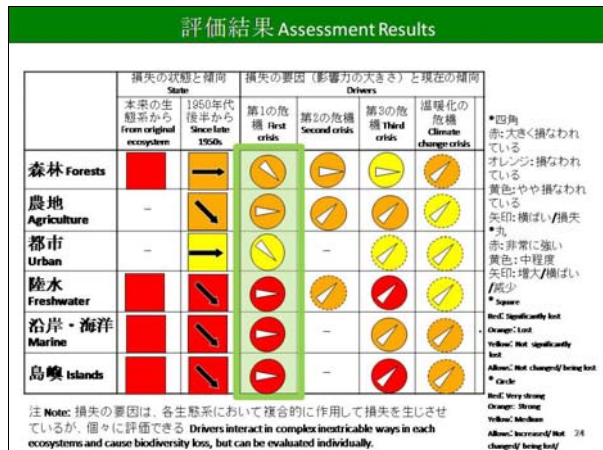 評価結果 Assessment Results
損失の状態と傾向
State
損失の要因（影響力の大きさ）と現在の傾向
Drivers
本来の生
態系から
From original
ecosystem
1950年代
後半から
Since late
1950s
第1の危
機 First
crisis
第2の危機
Second crisis
第3の危
機 Third
crisis
温暖化の
危機
Climate
change crisis
森林 Forests
農地
Agriculture
–
都市
Urban
–
–
–
陸水
Freshwater
沿岸・海洋
Marine
–
島嶼 Islands
–
•四角
赤: 大きく損なわれ
ている
オレンジ: 損なわれ
ている
黄色: やや損なわれ
ている
矢印: 横ばい/損失
•丸
赤: 非常に強い
黄色: 中程度
矢印: 増大/横ばい
/減少
• Square
Red: Significantly lost
Orange: Lost
Yellow: Not significantly
lost
Allows: Not changed/ being lost
• Circle
Red: Very strong
Orange: Strong
Yellow: Medium
Allows: Increased/ Not
changed/ being lost/
24
注 Note: 損失の要因は、各生態系において複合的に作用して損失を生じさせ
ているが、個々に評価できる Drivers interact in complex inextricable ways in each
ecosystems and cause biodiversity loss, but can be evaluated individually.